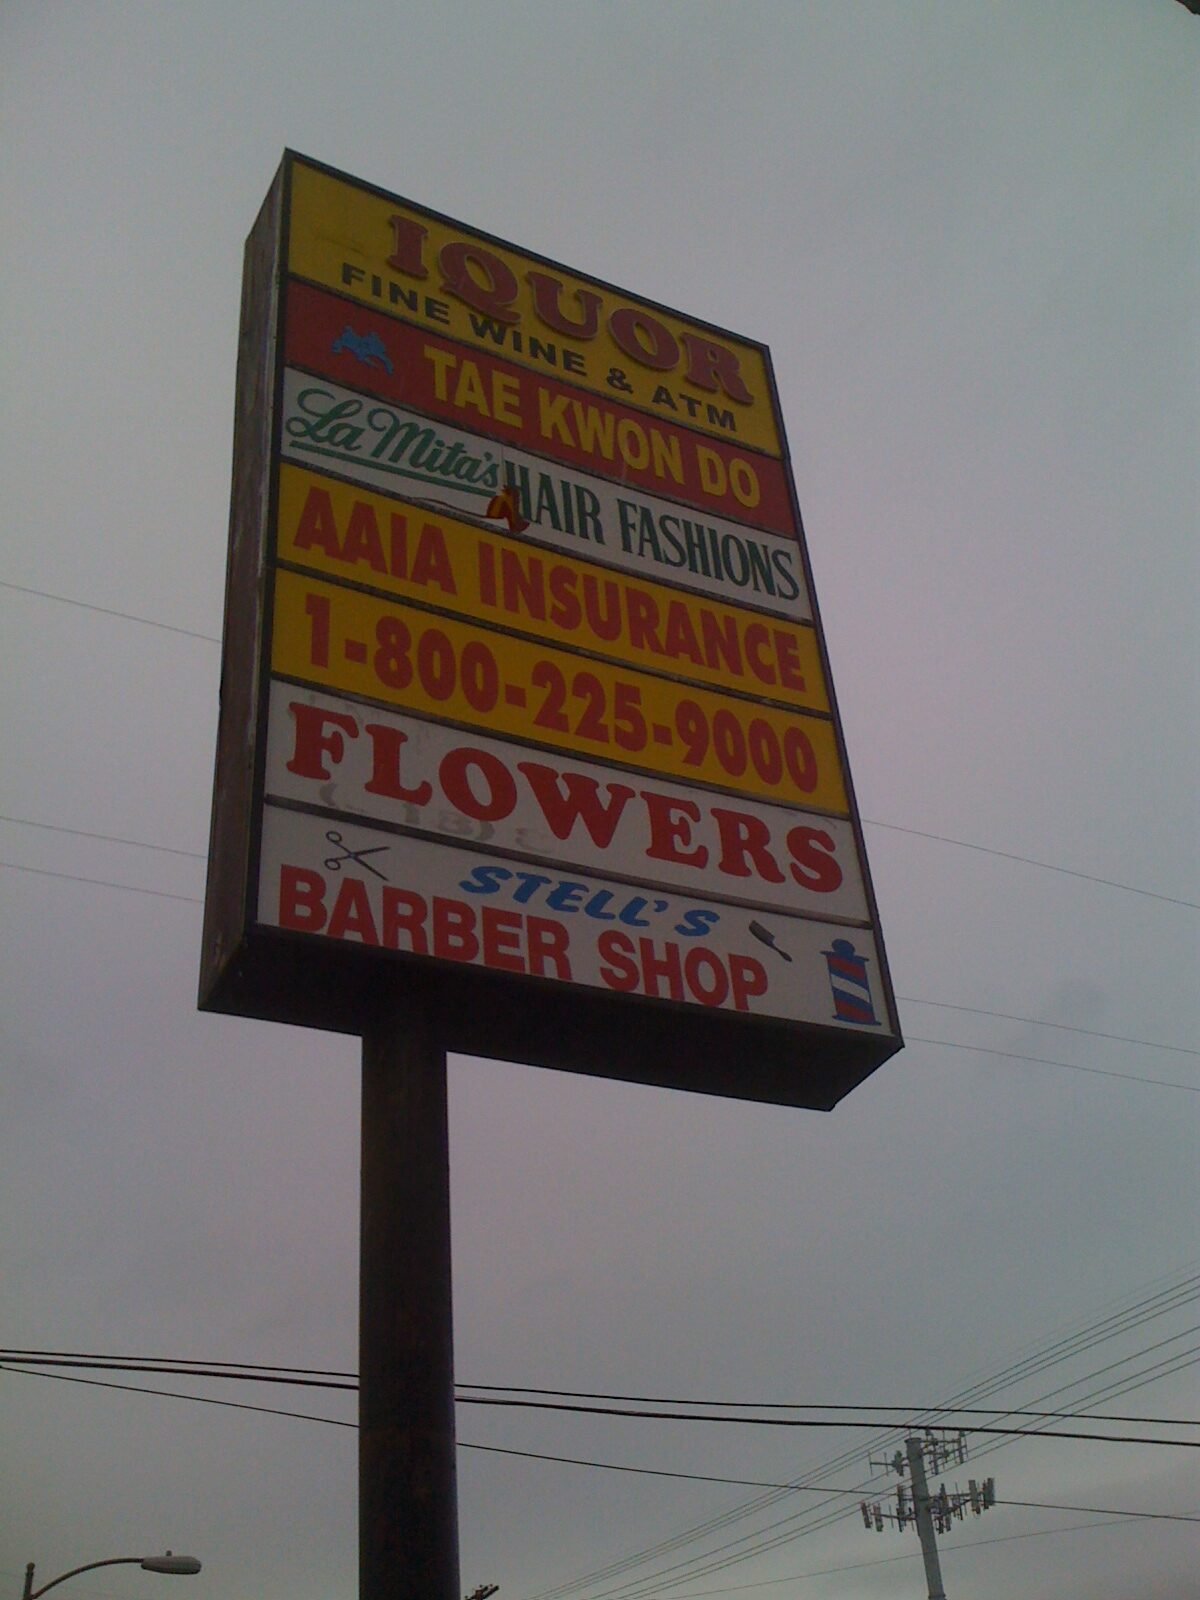 IQUOR
FINE WINE & ATM
TAE KWON DO
La Mita's HAIR FASHIONS
AAIA INSURANCE
1-800-225-9000
FLOWERS
STELL'S
BARBER SHOP